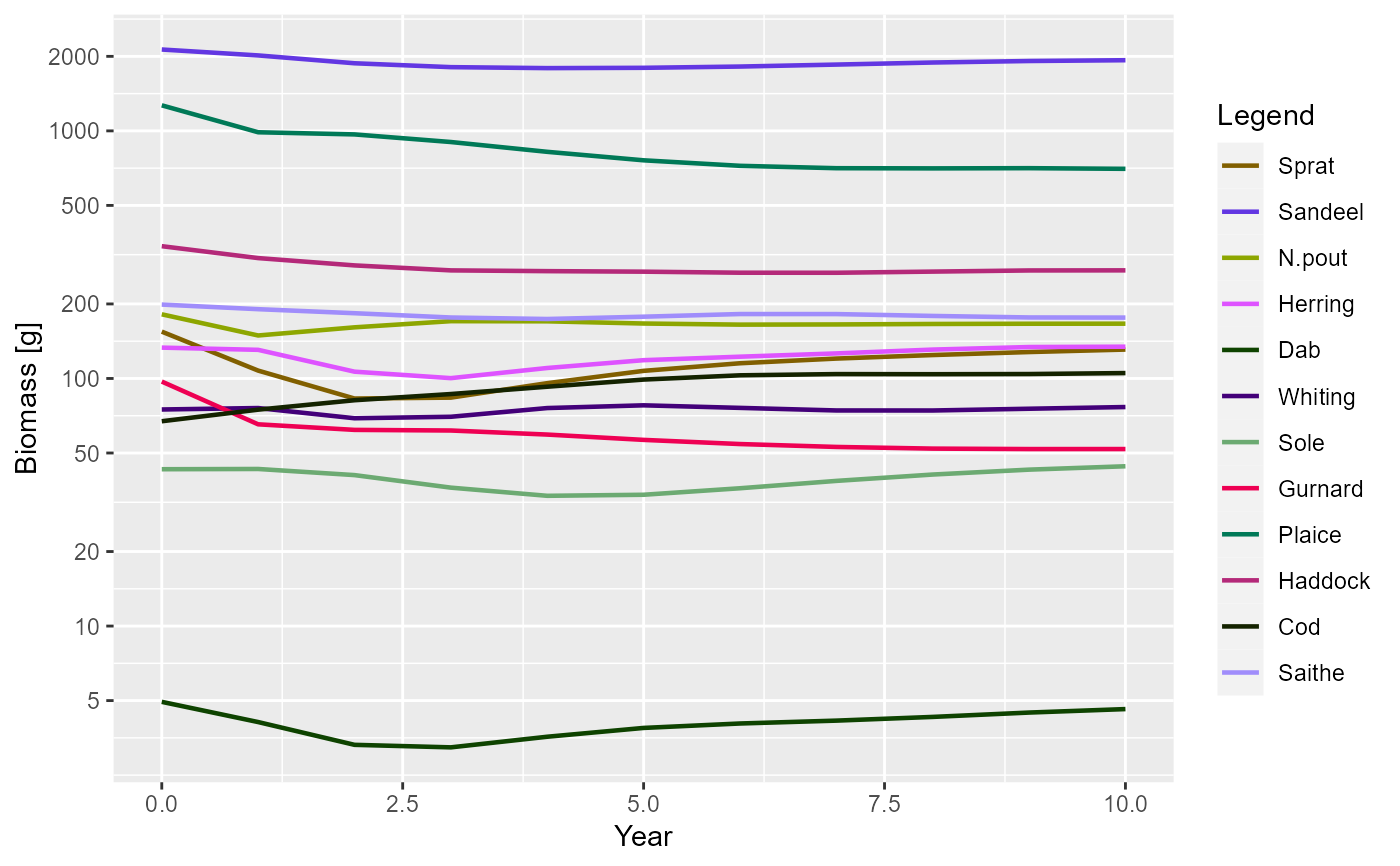 2000
1000
500
200
100
50
20
10
5
Biomass [g]
0.0
2.5
5.0
7.5
10.0
Year
Legend
Sprat
Sandeel
N.pout
Herring
Dab
Whiting
Sole
Gurnard
Plaice
Haddock
Cod
Saithe